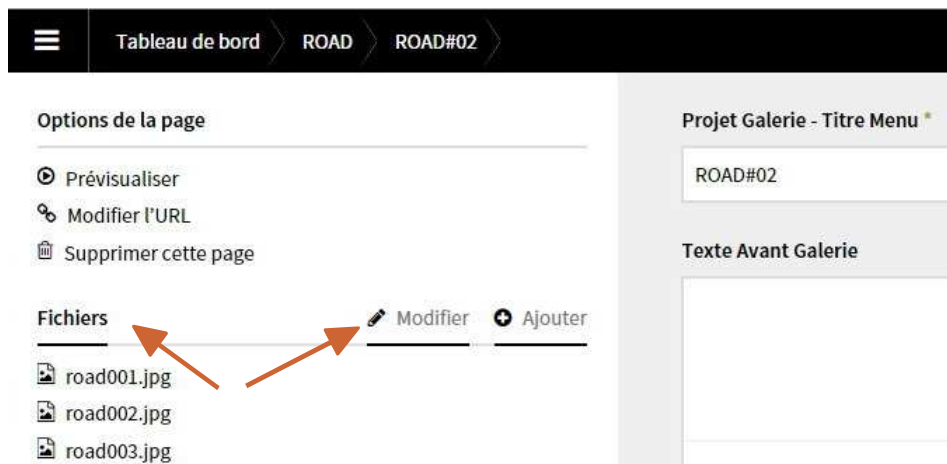 Tableau de bord ROAD ROAD#02
Options de la page
Prévisualiser
Modifier l'URL
Supprimer cette page
Fichiers Modifier Ajouter
road001.jpg
road002.jpg
road003.jpg
Projet Galerie - Titre Menu *
ROAD#02
Texte Avant Galerie